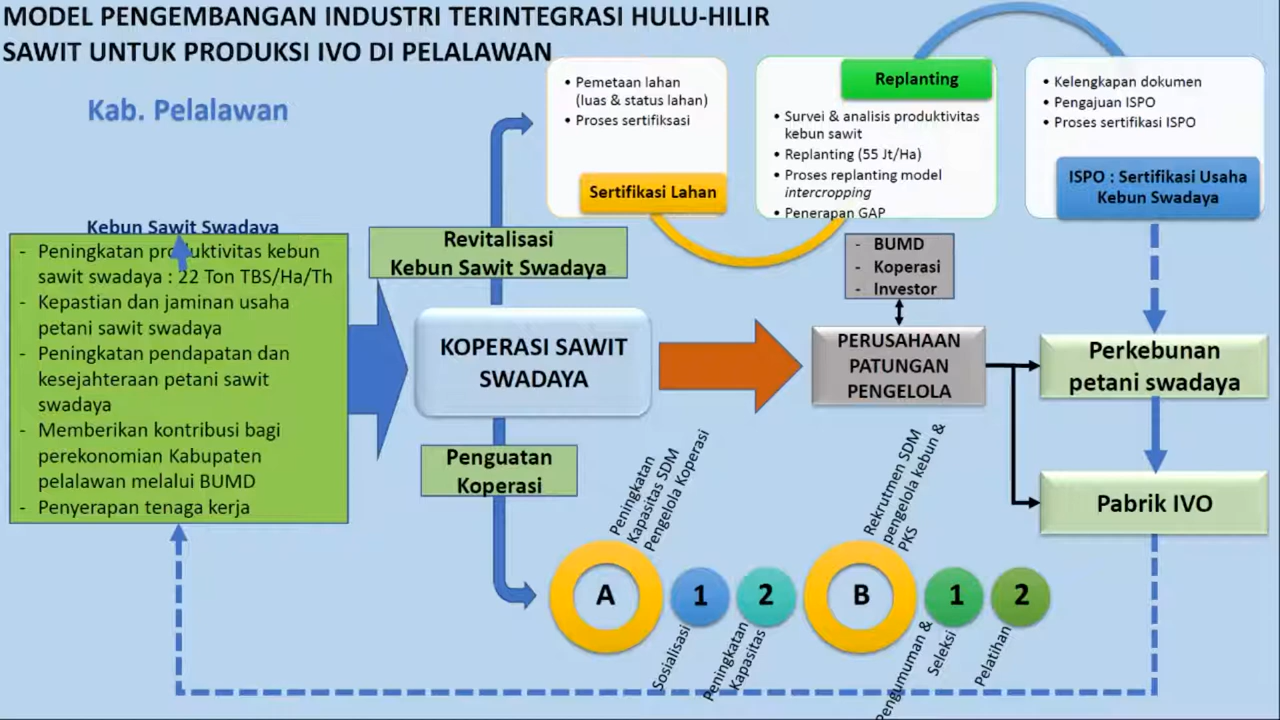 MODEL PENGEMBANGAN INDUSTRI TERINTEGRASI HULU-HILIR
SAWIT UNTUK PRODUKSI IVO DI PELALAWAN
Kab. Pelalawan
• Pemetaan lahan
(luas & status lahan)
• Proses sertifiksasi
Sertifikasi Lahan
Replanting
• Survei & analisis produktivitas
kebun sawit
• Replanting (55 Jt/Ha)
• Proses replanting model
intercropping
• Penerapan GAP
• Kelengkapan dokumen
• Pengajuan ISPO
• Proses sertifikasi ISPO
ISPO : Sertifikasi Usaha
Kebun Swadaya
Kebun Sawit Swadaya
- Peningkatan produktivitas kebun
sawit swadaya : 22 Ton TBS/Ha/Th
- Kepastian dan jaminan usaha
petani sawit swadaya
- Peningkatan pendapatan dan
kesejahteraan petani sawit
swadaya
- Memberikan kontribusi bagi
perekonomian Kabupaten
pelalawan melalui BUMD
- Penyerapan tenaga kerja
Revitalisasi
Kebun Sawit Swadaya
KOPERASI SAWIT
SWADAYA
Penguatan
Koperasi
- BUMD
- Koperasi
- Investor
PERUSAHAAN
PATUNGAN
PENGELOLA
Perkebunan
petani swadaya
Pabrik IVO
Peningkatan
Kapasitas SDM
Pengelola Koperasi
Rekrutmen SDM
pengelola kebun &
PKS
A
1
2
B
1
2
Sosialisasi
Peningkatan
Kapasitas
Pengumuman &
Seleksi
Pelatihan